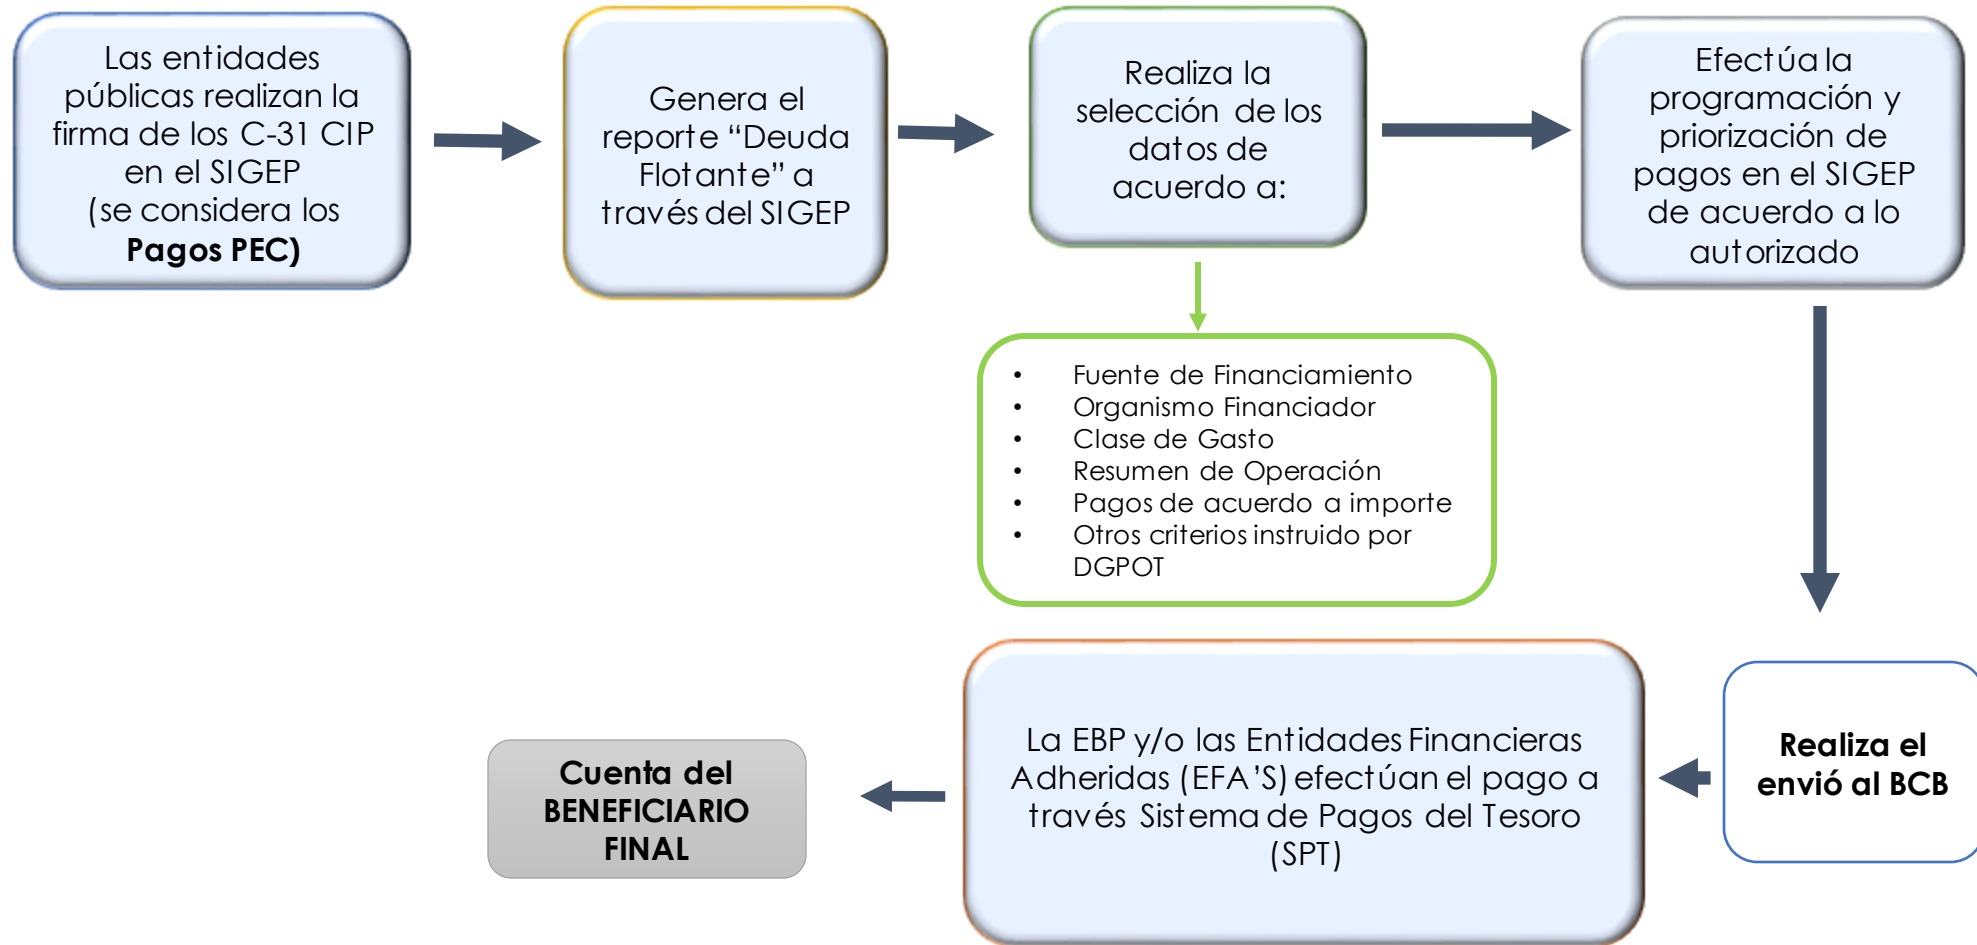 Las entidades
públicas realizan la
firma de los C-31 CIP
en el SIGEP
(se considera los
Pagos PEC)
Genera el
reporte “Deuda
Flotante” a
través del SIGEP
Realiza la
selección de los
datos de
acuerdo a:
Efectúa la
programación y
priorización de
pagos en el SIGEP
de acuerdo a lo
autorizado
• Fuente de Financiamiento
• Organismo Financiador
• Clase de Gasto
• Resumen de Operación
• Pagos de acuerdo a importe
• Otros criterios instruido por
DGPOT
Realiza el
envió al BCB
La EBP y/o las Entidades Financieras
Adheridas (EFA’S) efectúan el pago a
través Sistema de Pagos del Tesoro
(SPT)
Cuenta del
BENEFICIARIO
FINAL